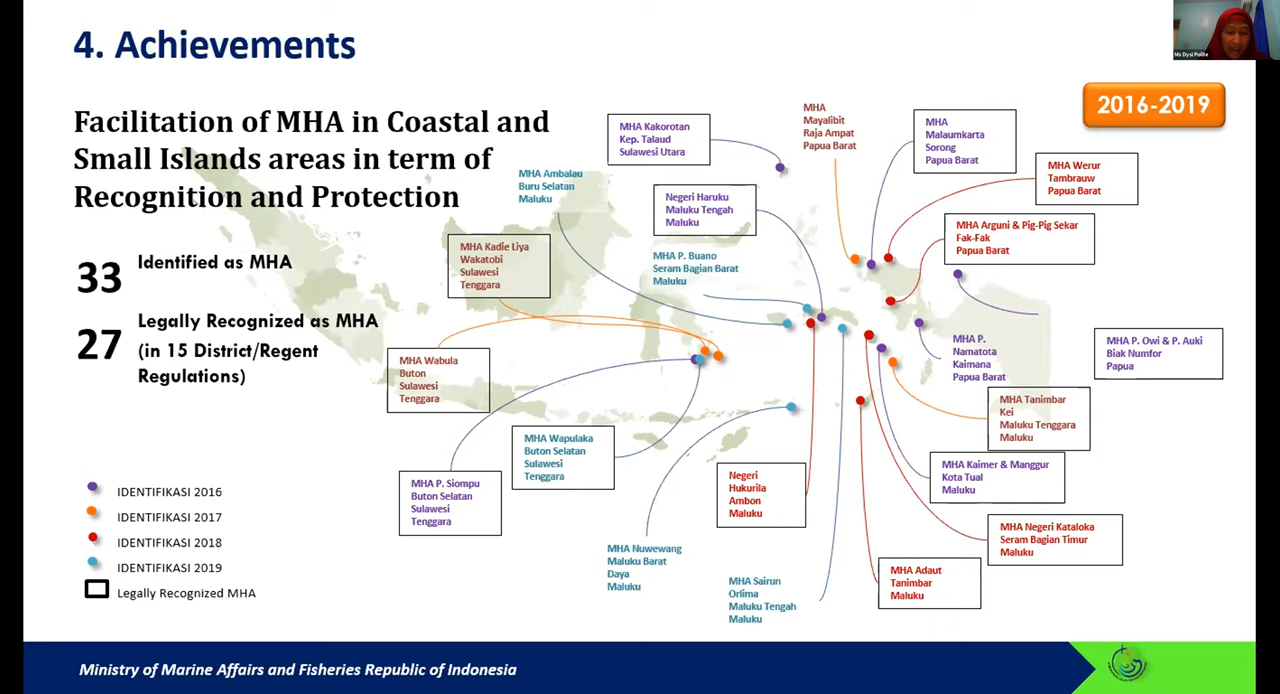 4. Achievements
Ms Dysi Polite
2016-2019
Facilitation of MHA in Coastal and
Small Islands areas in term of
Recognition and Protection
33
Identified as MHA
27
Legally Recognized as MHA
(in 15 District/Regent
Regulations)
MHA Kakorotan
Kep. Talaud
Sulawesi Utara
MHA
Mayalibit
Raja Ampat
Papua Barat
MHA
Malaumkarta
Sorong
Papua Barat
MHA Werur
Tambrauw
Papua Barat
MHA Ambalau
Buru Selatan
Maluku
Negeri Haruku
Maluku Tengah
Maluku
MHA Arguni & Pig-Pig Sekar
Fak-Fak
Papua Barat
MHA Kadie Liya
Wakatobi
Sulawesi
Tenggara
MHA P. Buano
Seram Bagian Barat
Maluku
MHA Wabula
Buton
Sulawesi
Tenggara
MHA P.
Namatota
Kaimana
Papua Barat
MHA P. Owi & P. Auki
Biak Numfor
Papua
MHA Tanimbar
Kei
Maluku Tenggara
Maluku
MHA Wapulaka
Buton Selatan
Sulawesi
Tenggara
MHA P. Siompu
Buton Selatan
Sulawesi
Tenggara
Negeri
Hukurila
Ambon
Maluku
MHA Kaimer & Manggur
Kota Tual
Maluku
MHA Negeri Kataloka
Seram Bagian Timur
Maluku
MHA Nuwewang
Maluku Barat
Daya
Maluku
MHA Sairun
Orlima
Maluku Tengah
Maluku
MHA Adaut
Tanimbar
Maluku
IDENTIFIKASI 2016
IDENTIFIKASI 2017
IDENTIFIKASI 2018
IDENTIFIKASI 2019
Legally Recognized MHA
Ministry of Marine Affairs and Fisheries Republic of Indonesia